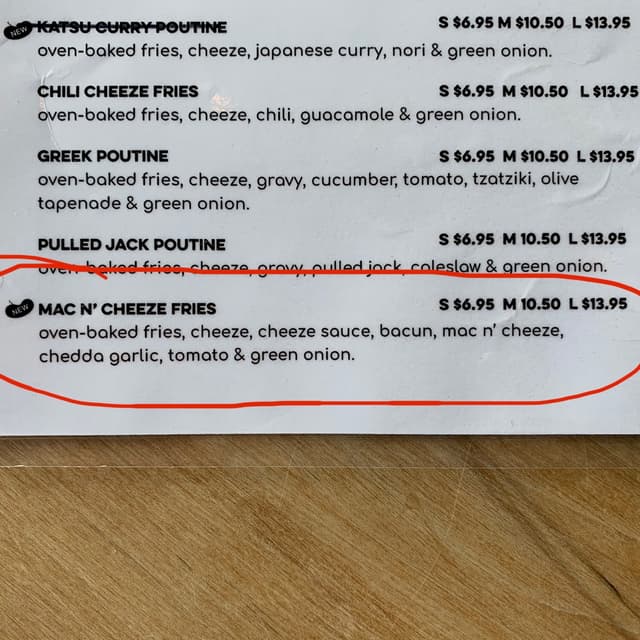 NEW KATSU CURRY POUTINE S $6.95 M $10.50 L $13.95
oven-baked fries, cheeze, japanese curry, nori & green onion.
CHILI CHEEZE FRIES S $6.95 M $10.50 L $13.95
oven-baked fries, cheeze, chili, guacamole & green onion.
GREEK POUTINE S $6.95 M $10.50 L $13.95
oven-baked fries, cheeze, gravy, cucumber, tomato, tzatziki, olive
tapenade & green onion.
PULLED JACK POUTINE S $6.95 M 10.50 L $13.95
oven-baked fries, cheeze, gravy, pulled jack, coleslaw & green onion.
NEW MAC N' CHEEZE FRIES S $6.95 M 10.50 L $13.95
oven-baked fries, cheeze, cheeze sauce, bacun, mac n' cheeze,
chedda garlic, tomato & green onion.